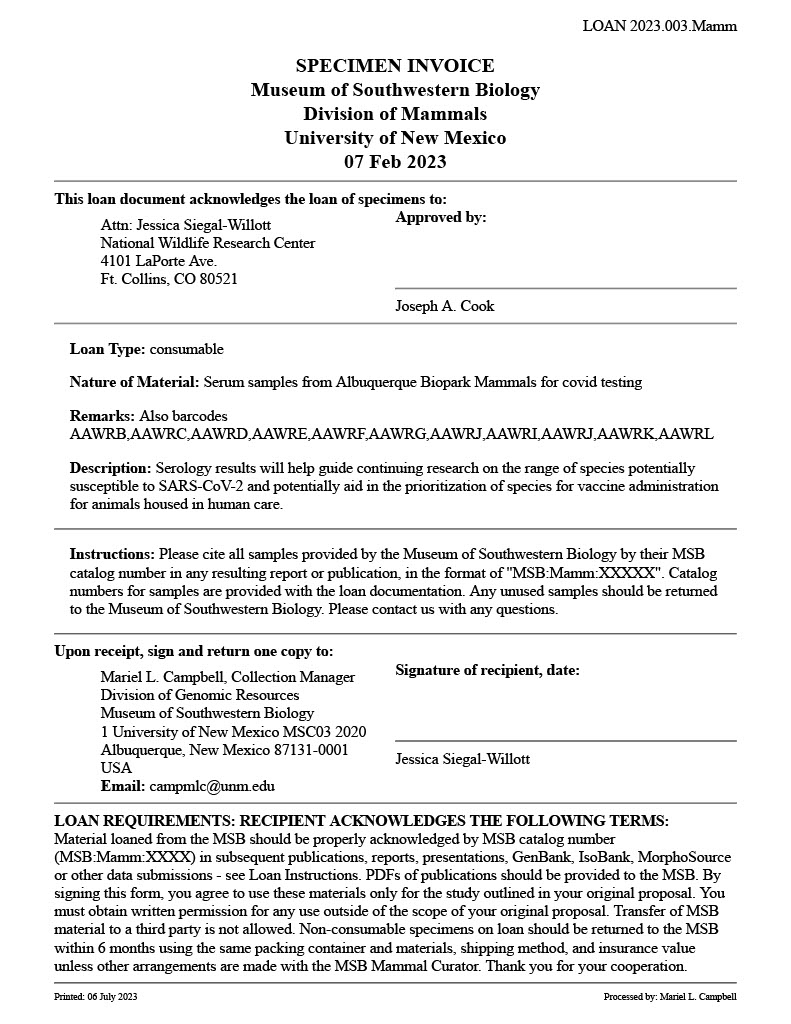 LOAN 2023.003.Mamm
SPECIMEN INVOICE
Museum of Southwestern Biology
Division of Mammals
University of New Mexico
07 Feb 2023
This loan document acknowledges the loan of specimens to:
Attn: Jessica Siegal-Willott
National Wildlife Research Center
4101 LaPorte Ave.
Ft. Collins, CO 80521
Approved by:
Joseph A. Cook
Loan Type: consumable
Nature of Material: Serum samples from Albuquerque Biopark Mammals for covid testing
Remarks: Also barcodes
AAWRB,AAWRC,AAWRD,AAWRE,AAWRF,AAWRG,AAWRJ,AAWRI,AAWRJ,AAWRK,AAWRL
Description: Serology results will help guide continuing research on the range of species potentially
susceptible to SARS-CoV-2 and potentially aid in the prioritization of species for vaccine administration
for animals housed in human care.
Instructions: Please cite all samples provided by the Museum of Southwestern Biology by their MSB
catalog number in any resulting report or publication, in the format of "MSB:Mamm:XXXXX". Catalog
numbers for samples are provided with the loan documentation. Any unused samples should be returned
to the Museum of Southwestern Biology. Please contact us with any questions.
Upon receipt, sign and return one copy to:
Mariel L. Campbell, Collection Manager
Division of Genomic Resources
Museum of Southwestern Biology
1 University of New Mexico MSC03 2020
Albuquerque, New Mexico 87131-0001
USA
Email: campmlc@unm.edu
Signature of recipient, date:
Jessica Siegal-Willott
LOAN REQUIREMENTS: RECIPIENT ACKNOWLEDGES THE FOLLOWING TERMS:
Material loaned from the MSB should be properly acknowledged by MSB catalog number
(MSB:Mamm:XXXX) in subsequent publications, reports, presentations, GenBank, IsoBank, MorphoSource
or other data submissions - see Loan Instructions. PDFs of publications should be provided to the MSB. By
signing this form, you agree to use these materials only for the study outlined in your original proposal. You
must obtain written permission for any use outside of the scope of your original proposal. Transfer of MSB
material to a third party is not allowed. Non-consumable specimens on loan should be returned to the MSB
within 6 months using the same packing container and materials, shipping method, and insurance value
unless other arrangements are made with the MSB Mammal Curator. Thank you for your cooperation.
Printed: 06 July 2023
Processed by: Mariel L. Campbell